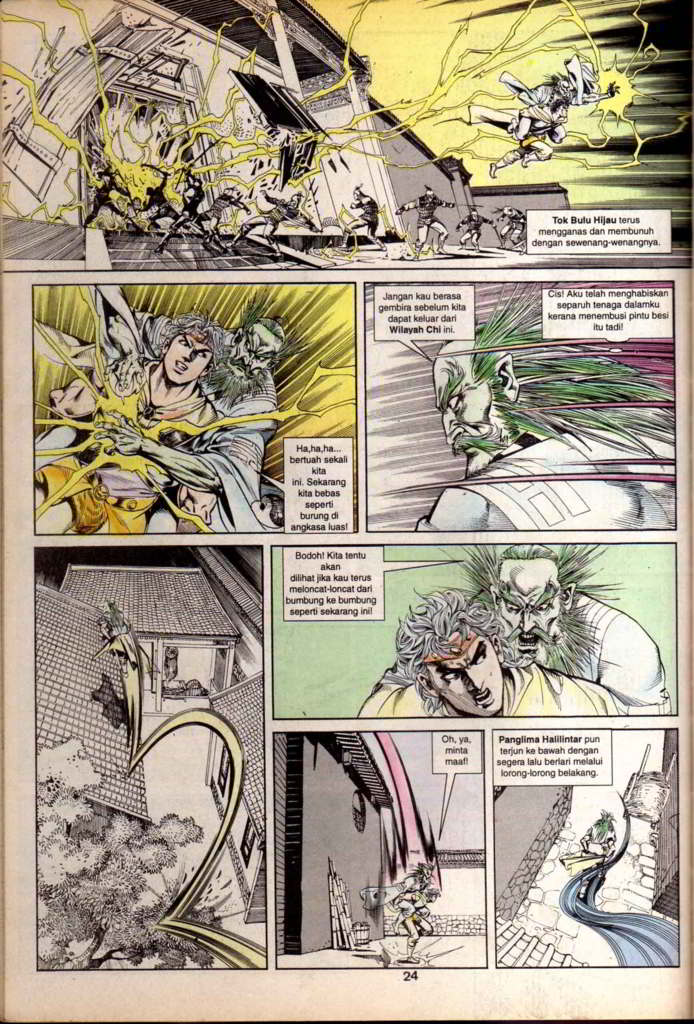 Tok Bulu Hijau terus
mengganas dan membunuh
dengan sewenang-wenangnya.
Ha,ha,ha...
bertuah sekali
kita
ini. Sekarang
kita bebas
seperti
burung di
angkasa luas!
Jangan kau berasa
gembira sebelum kita
dapat keluar dari
Wilayah Chi ini.
Cis! Aku telah menghabiskan
separuh tenaga dalamku
kerana menembusi pintu besi
itu tadi!
Bodoh! Kita tentu
akan
dilihat jika kau terus
meloncat-loncat dari
bumbung ke bumbung
seperti sekarang ini!
Oh, ya,
minta
maaf!
Panglima Halilintar pun
terjun ke bawah dengan
segera lalu berlari melalui
lorong-lorong belakang.
24